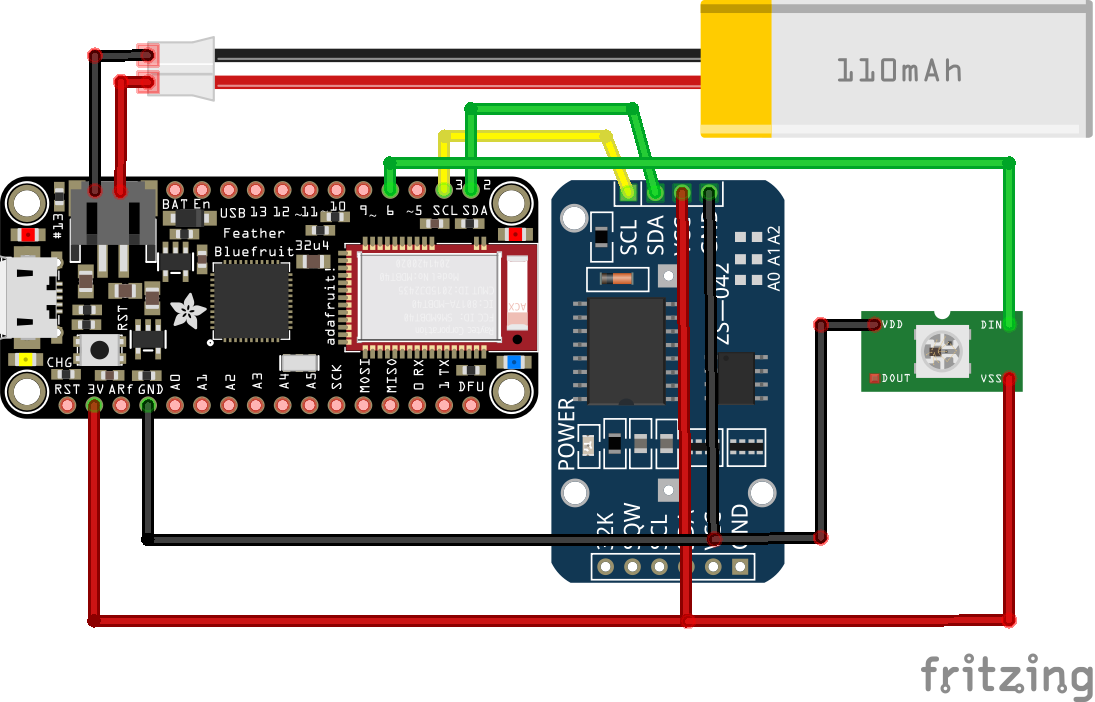 110mAh
#13
BAT En
USB 13 12 ~11 10 9~ 6 ~5 SCL SDA
3 2
Feather
Bluefruit 32u4
adafruit!
ACX
RST
CHG
RST 3V ARf GND A0 A1 A2 A3 A4 A5 SCK MOSI MISO 0 RX 1 TX DFU
SCL
SDA
VCC
GND
A0 A1 A2
ZS-042
POWER
32K
SQW
SCL
SDA
VCC
GND
VDD
DIN
DOUT
VSS
fritzing